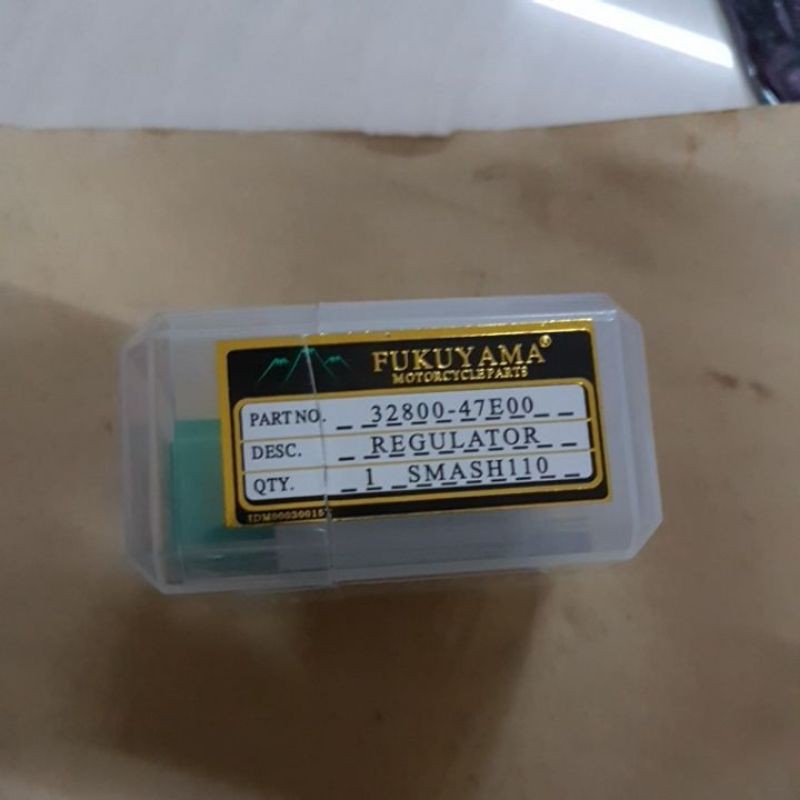 FUKUYAMA®
MOTORCYCLE PARTS
PART NO. 32800-47E00
DESC. REGULATOR
QTY. 1 SMASH110